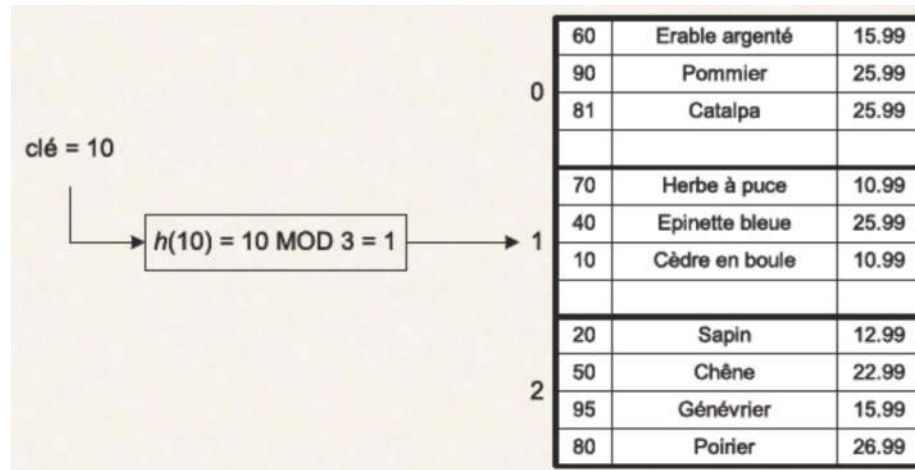 clé = 10
h(10) = 10 MOD 3 = 1
0
60 Erable argenté 15.99
90 Pommier 25.99
81 Catalpa 25.99
1
70 Herbe à puce 10.99
40 Epinette bleue 25.99
10 Cèdre en boule 10.99
2
20 Sapin 12.99
50 Chêne 22.99
95 Génévrier 15.99
80 Poirier 26.99